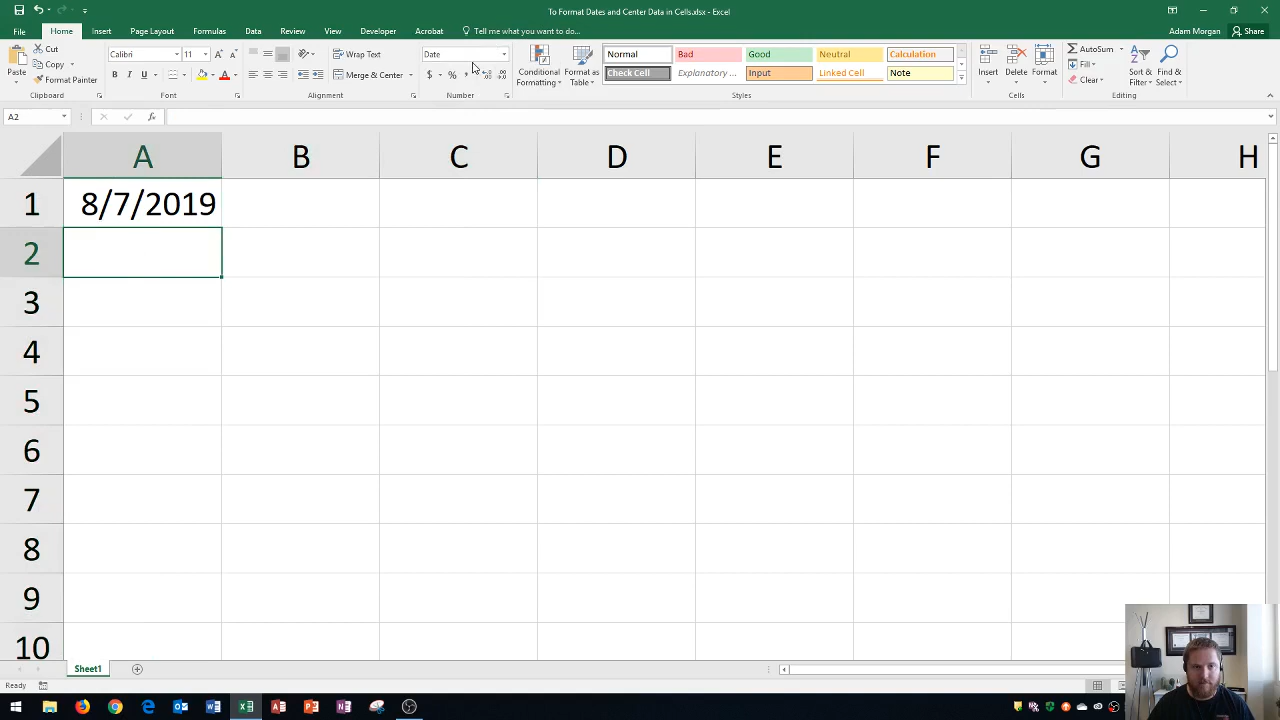 To Format Dates and Center Data in Cells.xlsx - Excel
File Home Insert Page Layout Formulas Data Review View Developer Acrobat Tell me what you want to do... Adam Morgan Share
Paste Cut Copy Format Painter
Clipboard
Calibri 11
B I U
Font
Wrap Text
Merge & Center
Alignment
Date
$ % ,
Number
Conditional Formatting
Format as Table
Normal Bad Good Neutral Calculation
Check Cell Explanatory ... Input Linked Cell Note
Styles
Insert Delete Format
Cells
AutoSum
Fill
Clear
Sort & Filter
Find & Select
Editing
A2 fx
A B C D E F G H
1 8/7/2019
2
3
4
5
6
7
8
9
10
Sheet1
Ready